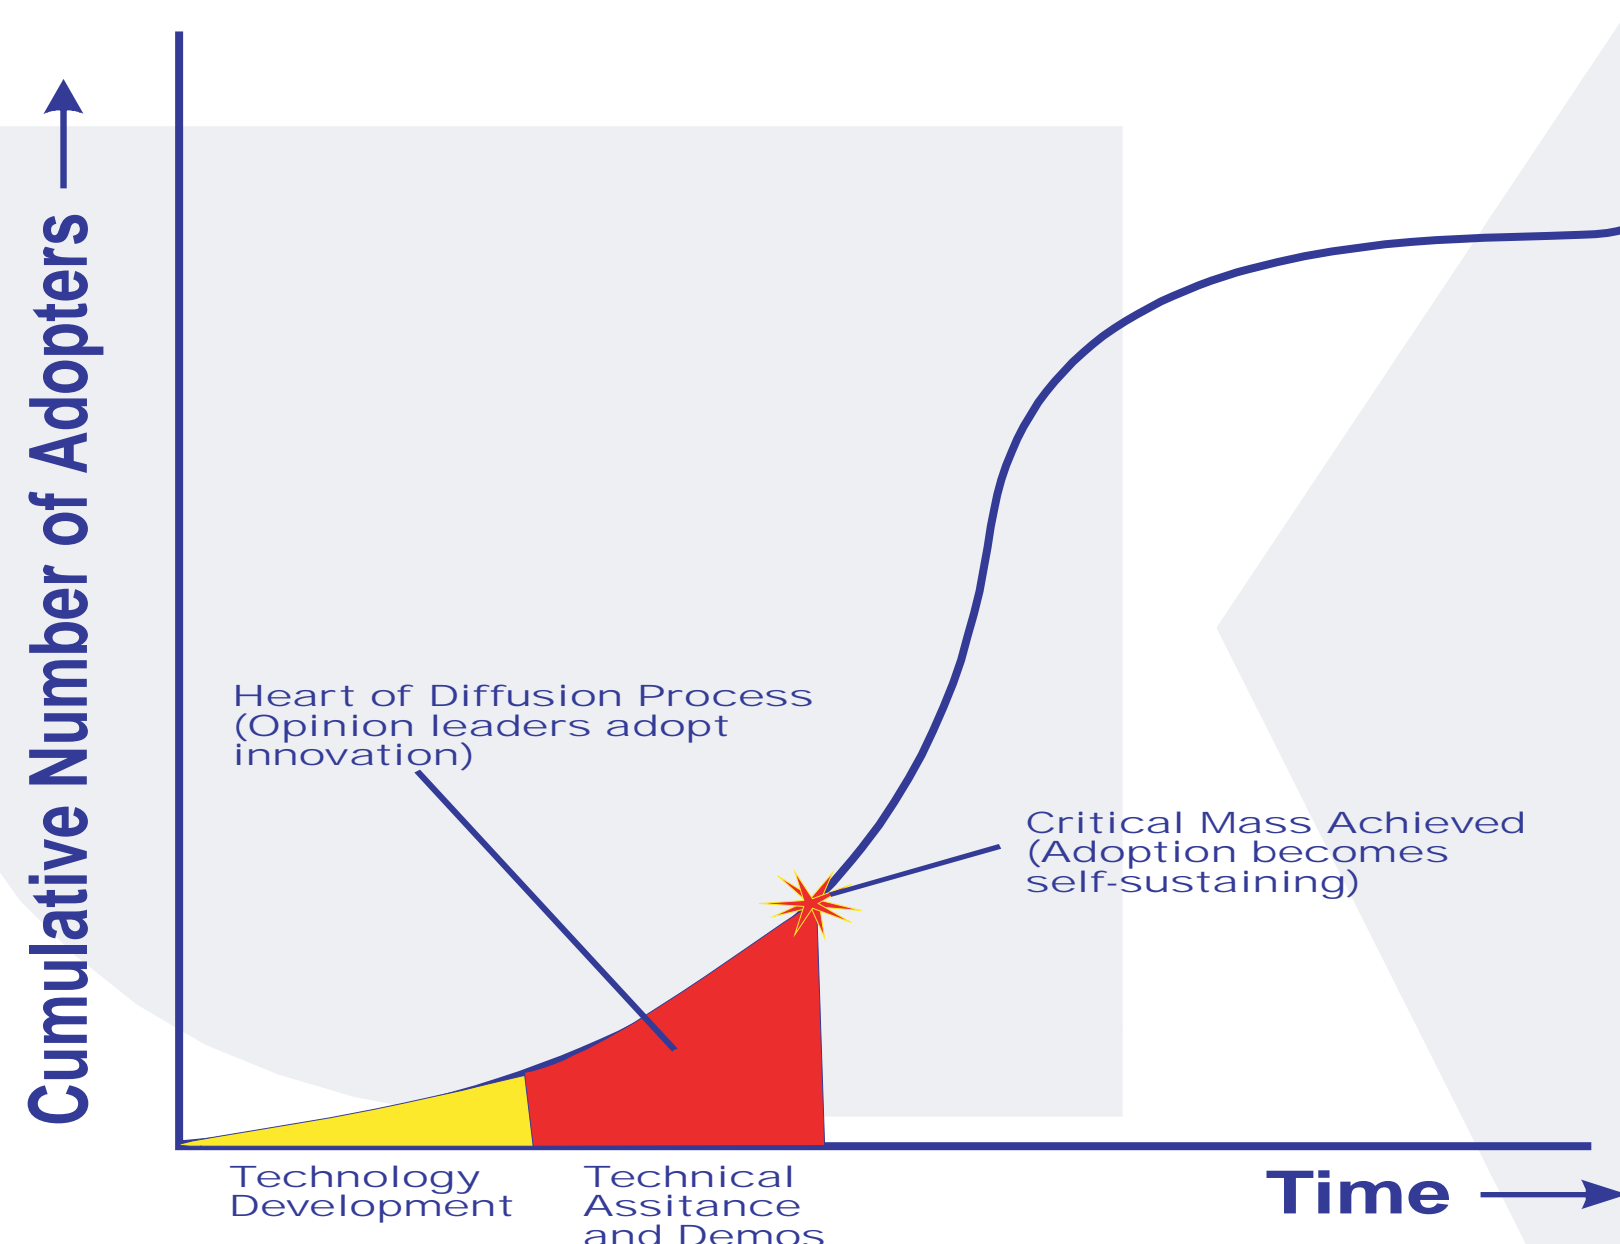 Cumulative Number of Adopters
Heart of Diffusion Process
(Opinion leaders adopt
innovation)
Critical Mass Achieved
(Adoption becomes
self-sustaining)
Technology
Development
Technical
Assitance
and Demos
Time